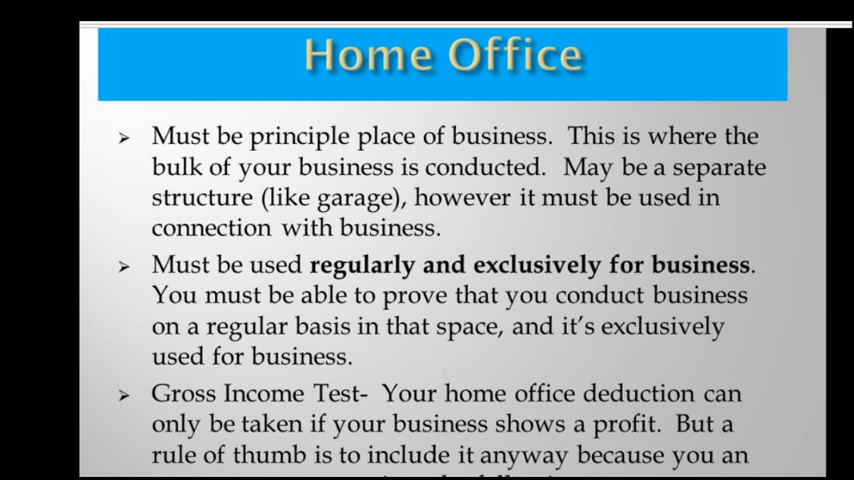 Home Office
Must be principle place of business. This is where the
bulk of your business is conducted. May be a separate
structure (like garage), however it must be used in
connection with business.
Must be used regularly and exclusively for business.
You must be able to prove that you conduct business
on a regular basis in that space, and it's exclusively
used for business.
Gross Income Test- Your home office deduction can
only be taken if your business shows a profit. But a
rule of thumb is to include it anyway because you an